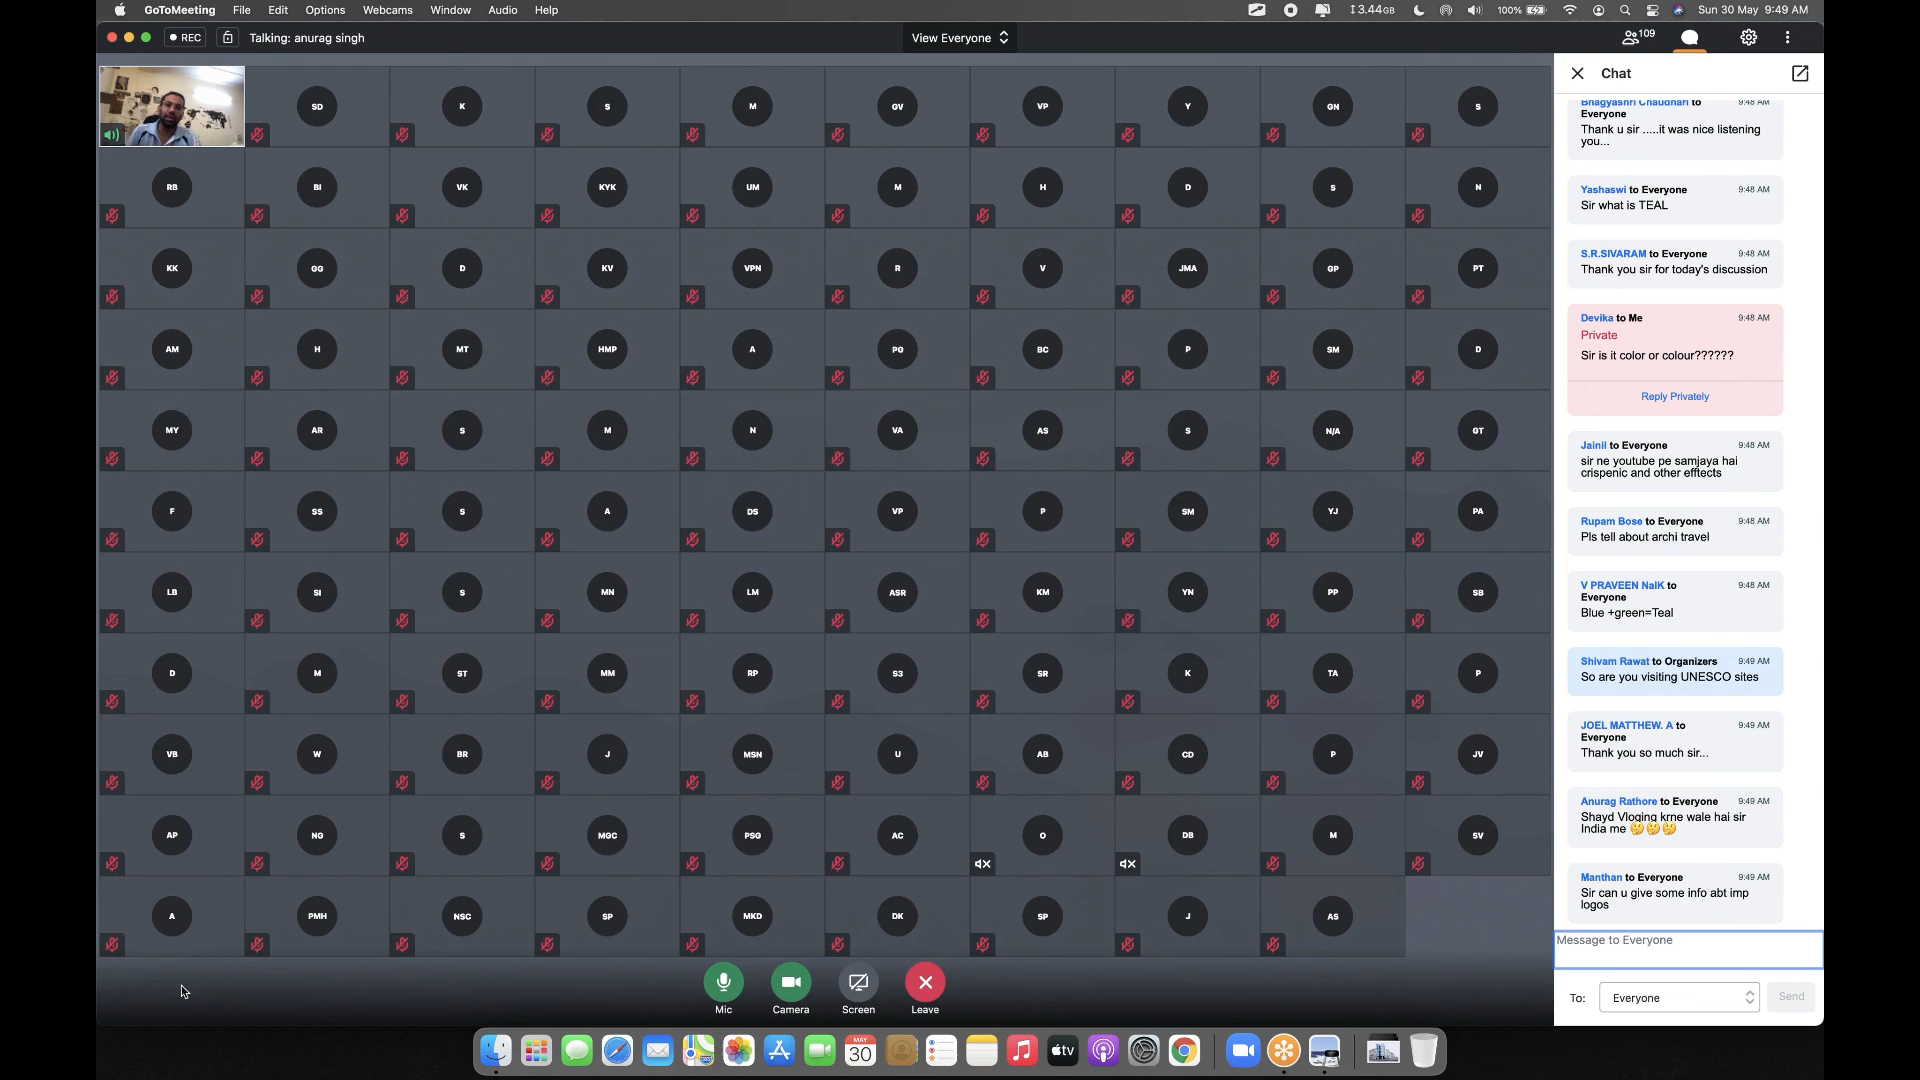 GoToMeeting File Edit Options Webcams Window Audio Help
3.44GB 100% Sun 30 May 9:49 AM
REC Talking: anurag singh View Everyone 109
SD K S M GV VP Y GN S
RB BI VK KYK UM M H D S N
KK GG D KV VPN R V JMA GP PT
AM H MT HMP A PG BC P SM D
MY AR S M N VA AS S N/A GT
F SS S A DS VP P SM YJ PA
LB SI S MN LM ASR KM YN PP SB
D M ST MM RP S3 SR K TA P
VB W BR J MSN U AB CD P JV
AP NG S MGC PSG AC O DB M SV
A PMH NSC SP MKD DK SP J AS
Mic Camera Screen Leave
Chat
Bhagyashri Chaudhari to 9:48 AM
Everyone
Thank u sir .....it was nice listening
you...
Yashaswi to Everyone 9:48 AM
Sir what is TEAL
S.R.SIVARAM to Everyone 9:48 AM
Thank you sir for today's discussion
Devika to Me 9:48 AM
Private
Sir is it color or colour??????
Reply Privately
Jainil to Everyone 9:48 AM
sir ne youtube pe samjaya hai
crispenic and other efftects
Rupam Bose to Everyone 9:48 AM
Pls tell about archi travel
V PRAVEEN NaIK to 9:48 AM
Everyone
Blue +green=Teal
Shivam Rawat to Organizers 9:49 AM
So are you visiting UNESCO sites
JOEL MATTHEW. A to 9:49 AM
Everyone
Thank you so much sir...
Anurag Rathore to Everyone 9:49 AM
Shayd Vloging krne wale hai sir
India me 🤔🤔🤔
Manthan to Everyone 9:49 AM
Sir can u give some info abt imp
logos
Message to Everyone
To: Everyone Send
MAY
30
tv